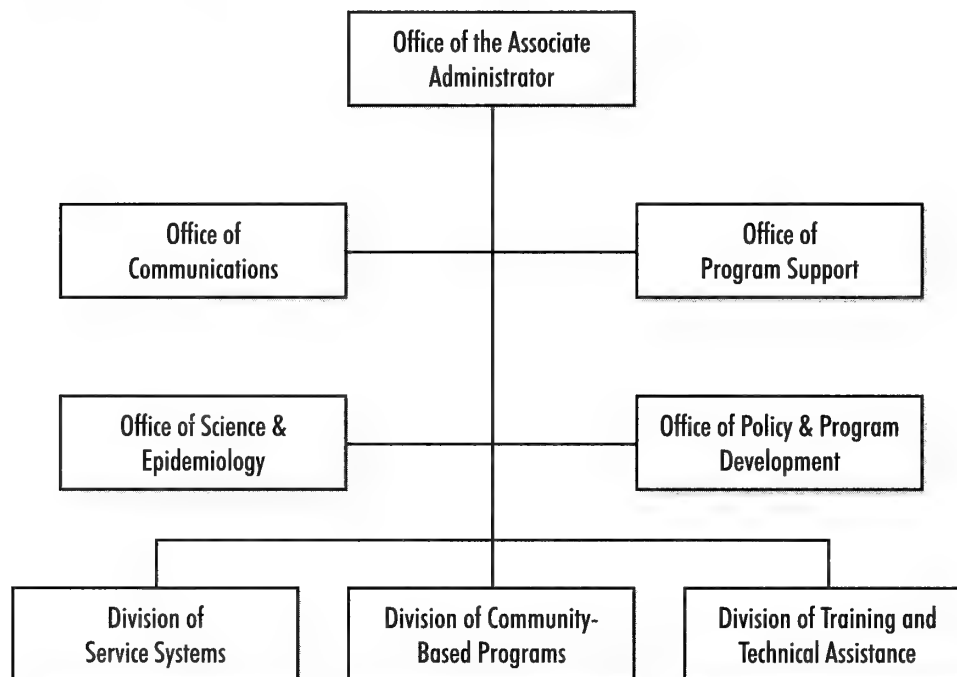 Office of the Associate
Administrator
Office of
Communications
Office of
Program Support
Office of Science &
Epidemiology
Office of Policy & Program
Development
Division of
Service Systems
Division of Community-
Based Programs
Division of Training and
Technical Assistance